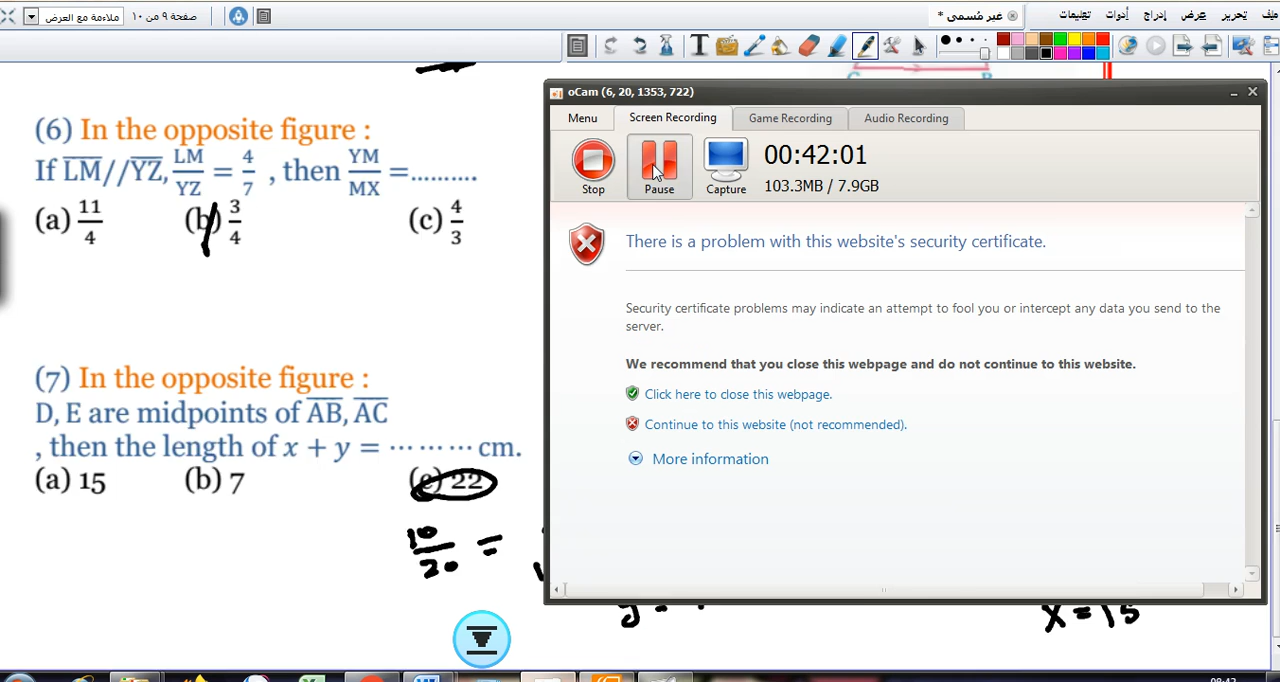 ملاءمة مع العرض صفحة ٩ من ١٠
غير مُسمى *
ملف تحرير عرض إدراج أدوات تعليمات
(6) In the opposite figure :
If LM//YZ, LM/YZ = 4/7 , then YM/MX =..........
(a) 11/4 (b) 3/4 (c) 4/3
(7) In the opposite figure :
D, E are midpoints of AB, AC
, then the length of x + y = ⋯⋯⋯ cm.
(a) 15 (b) 7 (c) 22
10/20 =
x = 15
oCam (6, 20, 1353, 722)
Menu Screen Recording Game Recording Audio Recording
Stop Pause Capture
00:42:01
103.3MB / 7.9GB
There is a problem with this website's security certificate.
Security certificate problems may indicate an attempt to fool you or intercept any data you send to the
server.
We recommend that you close this webpage and do not continue to this website.
Click here to close this webpage.
Continue to this website (not recommended).
More information